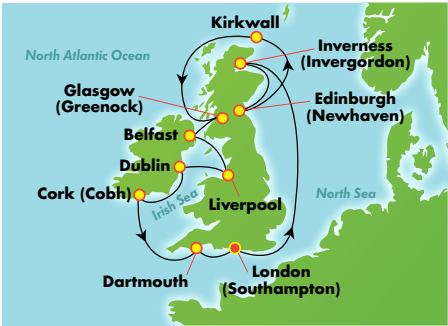 Kirkwall
North Atlantic Ocean
Inverness
(Invergordon)
Glasgow
(Greenock)
Edinburgh
(Newhaven)
Belfast
Dublin
Cork (Cobh)
Irish Sea
Liverpool
North Sea
Dartmouth
London
(Southampton)